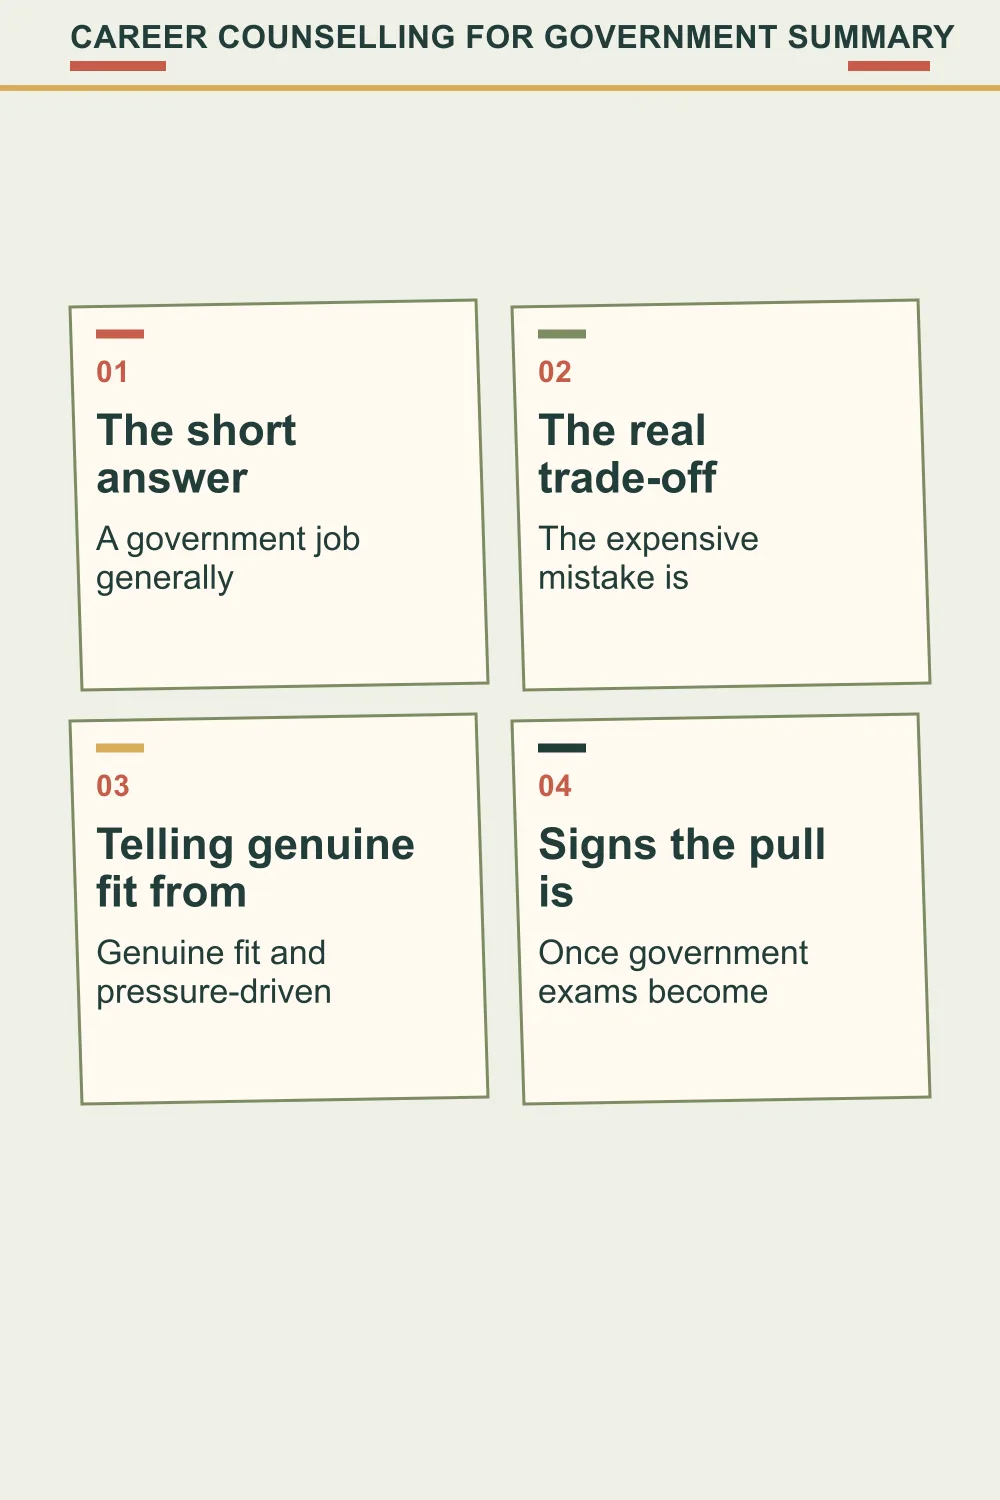 CAREER COUNSELLING FOR GOVERNMENT SUMMARY
01
The short
answer
A government job
generally
02
The real
trade-off
The expensive
mistake is
03
Telling genuine
fit from
Genuine fit and
pressure-driven
04
Signs the pull
is
Once government
exams become